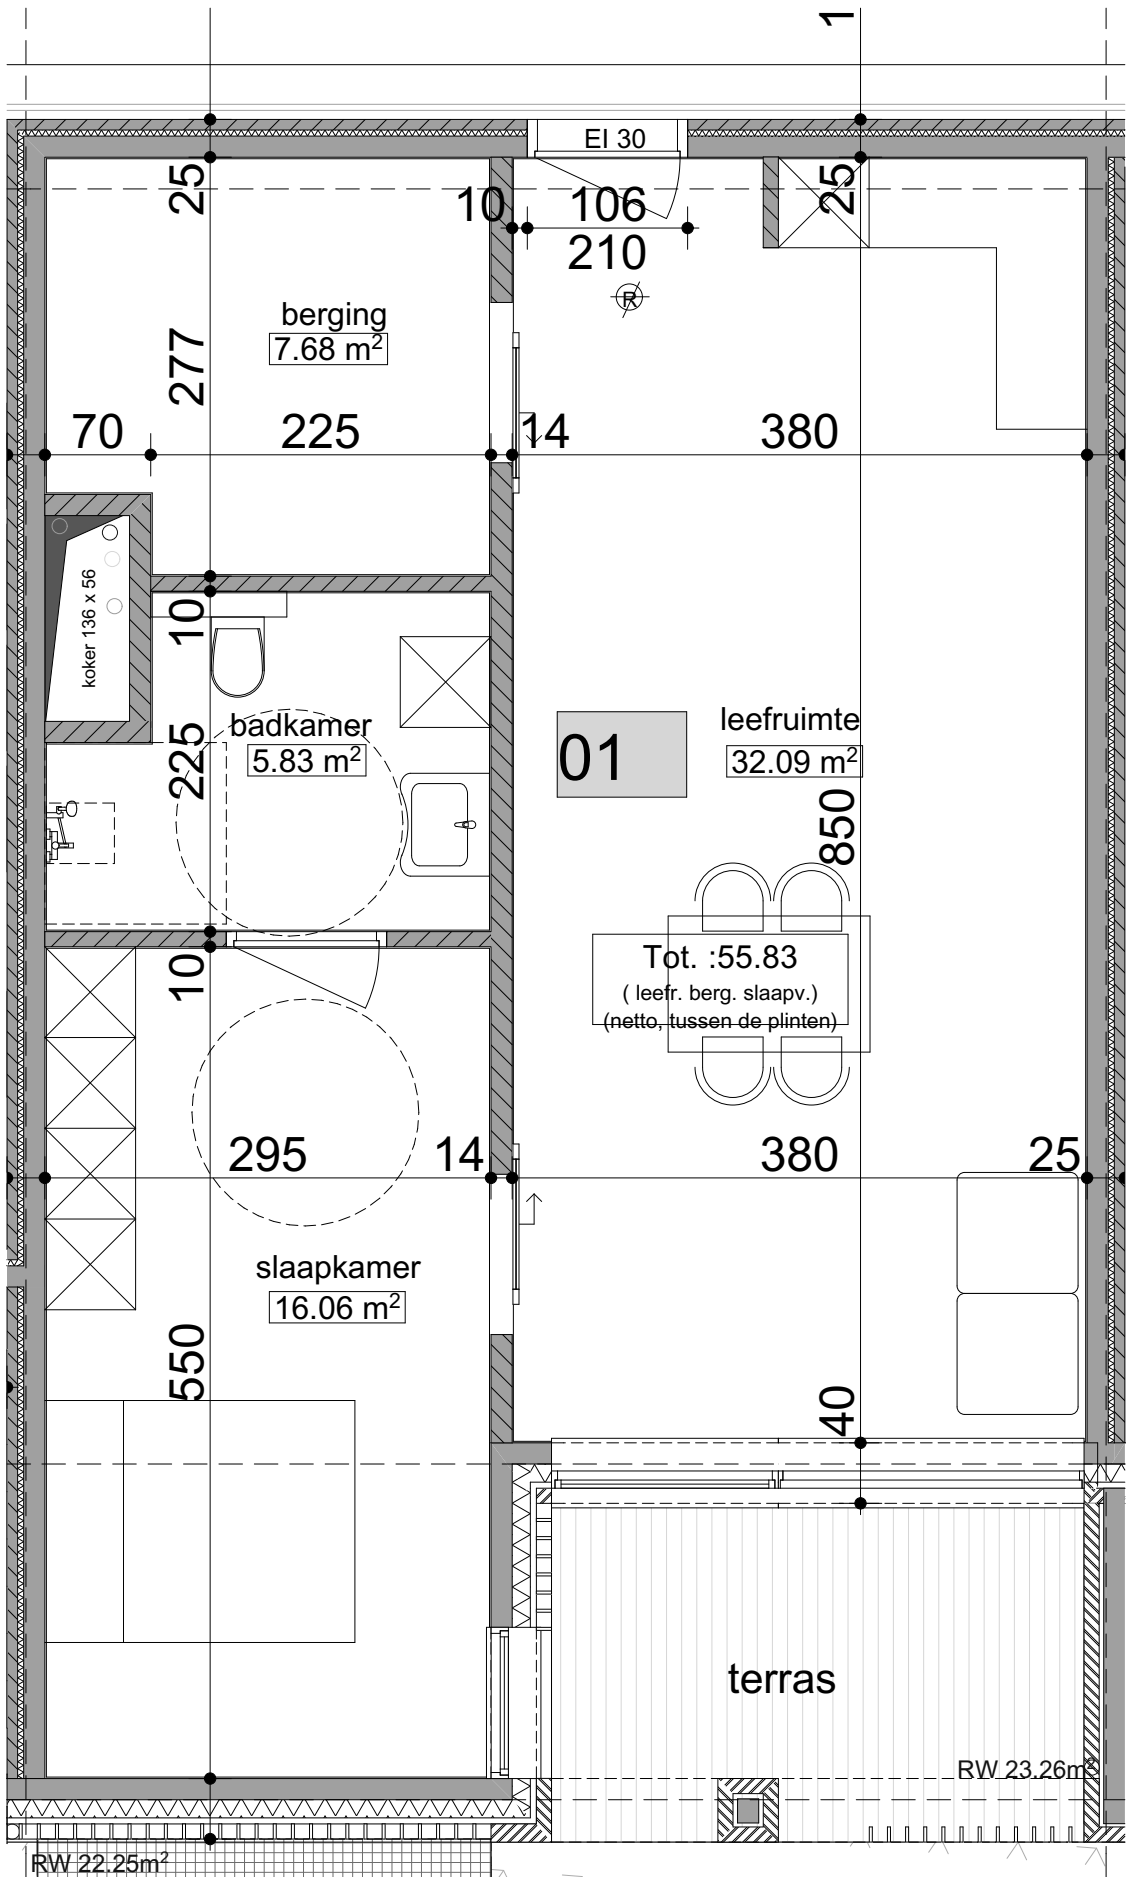 1
EI 30
25
10
106
25
210
R
berging
7.68 m²
277
70
225
14
380
koker 136 x 56
10
badkamer
5.83 m²
225
01
leefruimte
32.09 m²
850
Tot. :55.83
( leefr. berg. slaapv.)
(netto, tussen de plinten)
10
295
14
380
25
slaapkamer
16.06 m²
550
40
terras
RW 23.26m²
RW 22.25m²